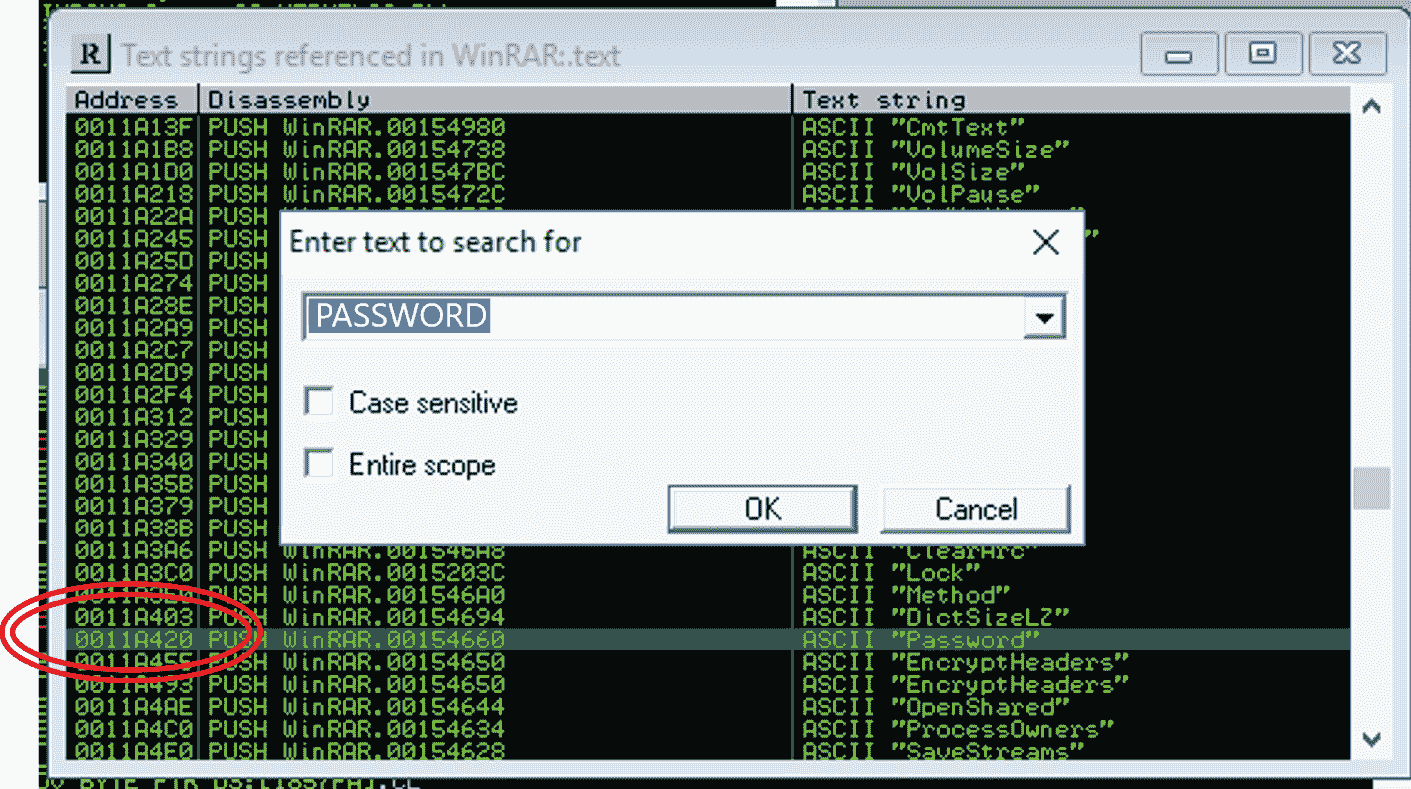 R Text strings referenced in WinRAR:.text
Address Disassembly Text string
0011A13F PUSH WinRAR.00154980 ASCII "CmtText"
0011A1B8 PUSH WinRAR.00154738 ASCII "VolumeSize"
0011A1D0 PUSH WinRAR.001547BC ASCII "VolSize"
0011A218 PUSH WinRAR.0015472C ASCII "VolPause"
0011A22A PUSH
0011A245 PUSH
0011A25D PUSH
0011A274 PUSH
0011A28E PUSH
0011A2A9 PUSH
0011A2C7 PUSH
0011A2D9 PUSH
0011A2F4 PUSH
0011A312 PUSH
0011A329 PUSH
0011A340 PUSH
0011A35B PUSH
0011A379 PUSH
0011A38B PUSH
Enter text to search for
PASSWORD
Case sensitive
Entire scope
OK Cancel
0011A3A6 PUSH WinRAR.001546A8 ASCII "ClearArc"
0011A3C0 PUSH WinRAR.0015203C ASCII "Lock"
PUSH WinRAR.001546A0 ASCII "Method"
0011A403 PUSH WinRAR.00154694 ASCII "DictSizeLZ"
0011A420 PUSH WinRAR.00154660 ASCII "Password"
0011A455 PUSH WinRAR.00154650 ASCII "EncryptHeaders"
0011A493 PUSH WinRAR.00154650 ASCII "EncryptHeaders"
0011A4AE PUSH WinRAR.00154644 ASCII "OpenShared"
0011A4C0 PUSH WinRAR.00154634 ASCII "ProcessOwners"
0011A4E0 PUSH WinRAR.00154628 ASCII "SaveStreams"